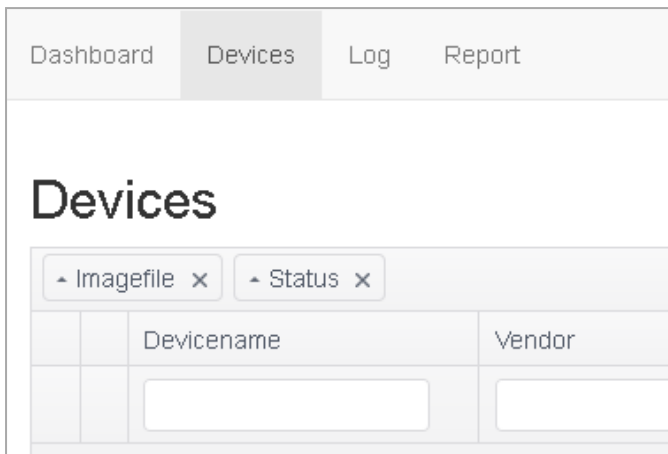 Dashboard Devices Log Report
Devices
Imagefile × Status ×
Devicename Vendor